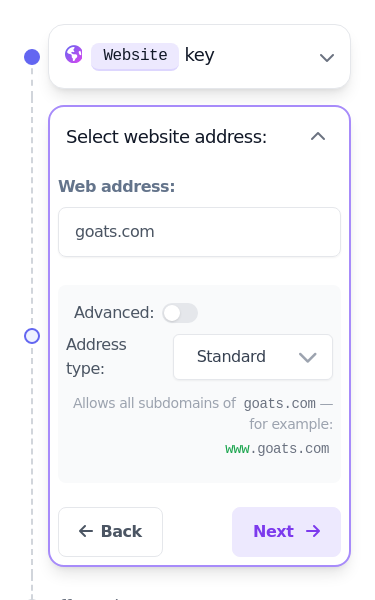 Website key
Select website address:
Web address:
goats.com
Advanced:
Address type:
Standard
Allows all subdomains of goats.com —
for example:
www.goats.com
← Back
Next →